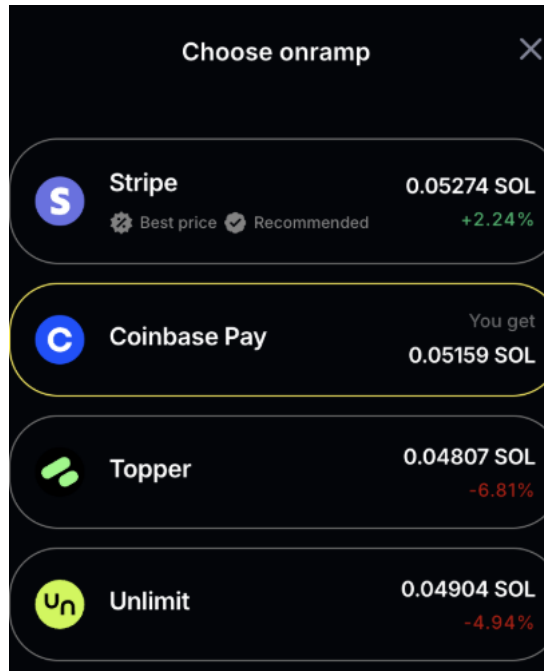 Choose onramp
S
Stripe
0.05274 SOL
Best price Recommended
+2.24%
C
Coinbase Pay
You get
0.05159 SOL
Topper
0.04807 SOL
-6.81%
un
Unlimit
0.04904 SOL
-4.94%